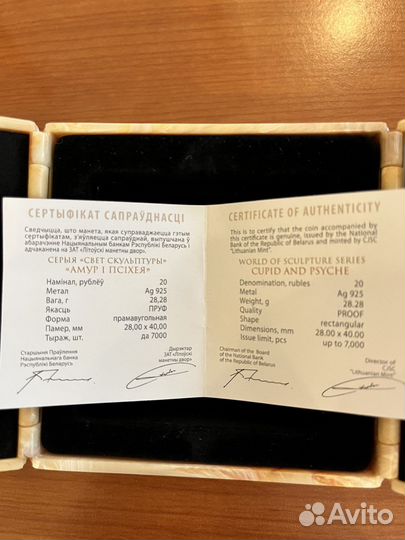 СЕРТЫФІКАТ САПРАЎДНАСЦІ
Сведчыцца, што манета, якая суправаджаецца гэтым
сертыфікатам, з'яўляецца сапраўднай, выпушчана ў
абарачэнне Нацыянальным банкам Рэспублікі Беларусь і
адчаканена на ЗАТ «Літоўскі манетны двор».
СЕРЫЯ «СВЕТ СКУЛЬПТУРЫ»
"АМУР І ПСІХЕЯ"
Намінал, рублёў 20
Метал Ag 925
Вага, г 28,28
Якасць ПРУФ
Форма прамавугольная
Памер, мм 28,00 x 40,00
Тыраж, шт. да 7000
Старшыня Праўлення
Нацыянальнага банка
Рэспублікі Беларусь
Дырэктар
ЗАТ «Літоўскі
манетны двор»
CERTIFICATE OF AUTHENTICITY
This is to certify that the coin accompanied by
this certificate is genuine, issued by the National
Bank of the Republic of Belarus and minted by CJSC
"Lithuanian Mint".
WORLD OF SCULPTURE SERIES
CUPID AND PSYCHE
Denomination, rubles 20
Metal Ag 925
Weight, g 28.28
Quality PROOF
Shape rectangular
Dimensions, mm 28.00 x 40.00
Issue limit, pcs up to 7,000
Chairman of the Board
of the National Bank
of the Republic of Belarus
Director of
CJSC
"Lithuanian Mint"
Avito